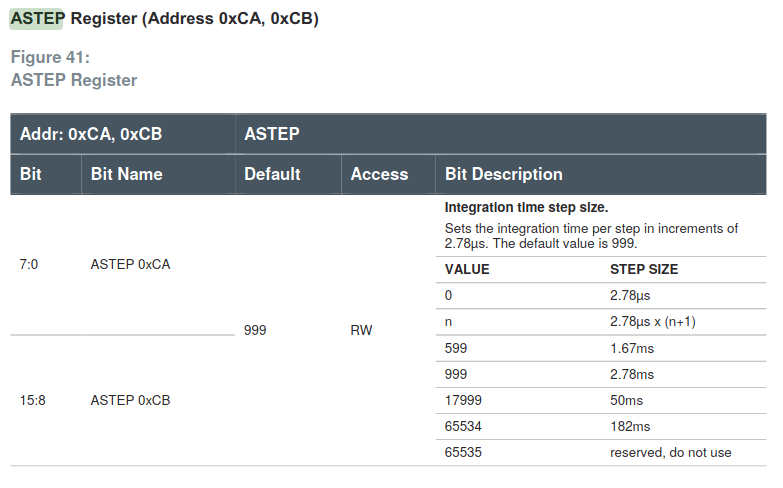 ASTEP Register (Address 0xCA, 0xCB)
Figure 41:
ASTEP Register
Addr: 0xCA, 0xCB ASTEP
Bit Bit Name Default Access Bit Description
Integration time step size.
Sets the integration time per step in increments of
2.78µs. The default value is 999.
7:0 ASTEP 0xCA
VALUE STEP SIZE
0 2.78µs
n 2.78µs x (n+1)
999 RW
599 1.67ms
999 2.78ms
15:8 ASTEP 0xCB
17999 50ms
65534 182ms
65535 reserved, do not use